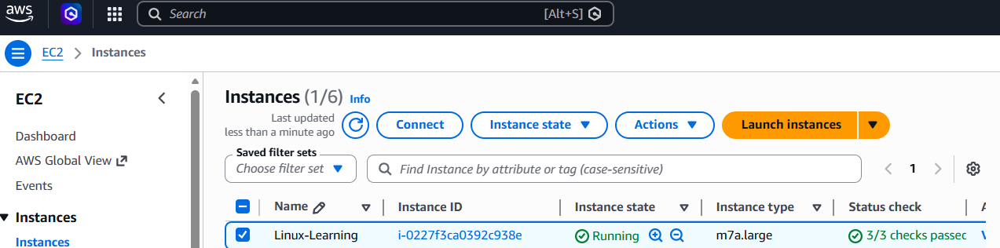 aws
Search [Alt+S]
EC2 > Instances
EC2
Dashboard
AWS Global View
Events
Instances
Instances
Instances (1/6) Info
Last updated
less than a minute ago
Connect
Instance state
Actions
Launch instances
Saved filter sets
Choose filter set
Find Instance by attribute or tag (case-sensitive)
1
Name Instance ID Instance state Instance type Status check A
Linux-Learning i-0227f3ca0392c938e Running m7a.large 3/3 checks passed V